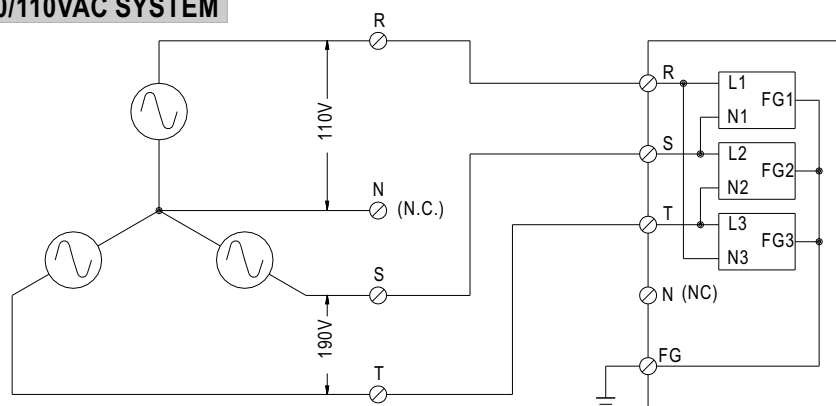 0/110VAC SYSTEM
R
110V
N
(N.C.)
S
190V
T
R
S
T
N (NC)
FG
L1
FG1
N1
L2
FG2
N2
L3
FG3
N3